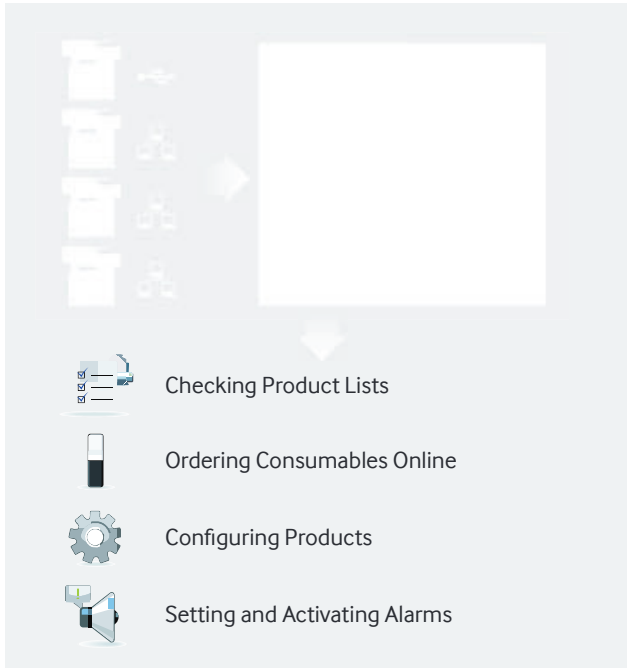 Checking Product Lists
Ordering Consumables Online
Configuring Products
Setting and Activating Alarms